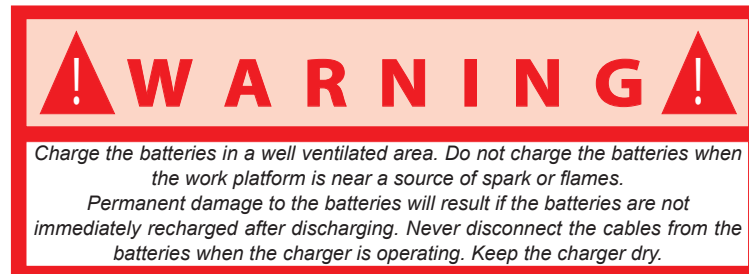 WARNING
Charge the batteries in a well ventilated area. Do not charge the batteries when
the work platform is near a source of spark or flames.
Permanent damage to the batteries will result if the batteries are not
immediately recharged after discharging. Never disconnect the cables from the
batteries when the charger is operating. Keep the charger dry.